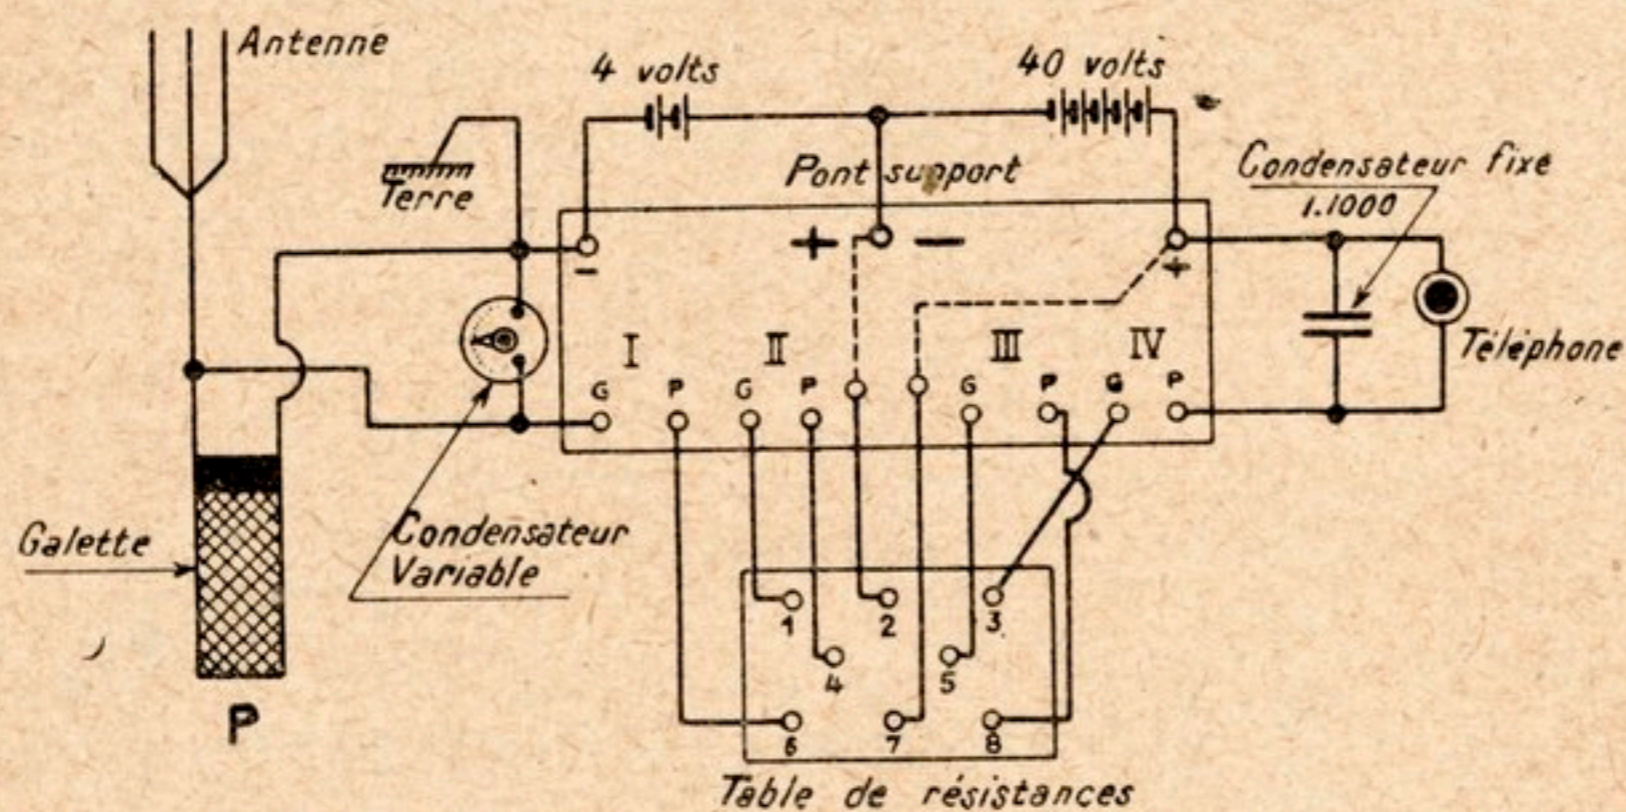 Antenne
4 volts
40 volts
Terre
Pont support
Condensateur fixe
1.1000
+ −
−
+
I II III IV
G P G P G P G P
Téléphone
Galette
Condensateur
Variable
1 2 3
4 5
6 7 8
P
Table de résistances